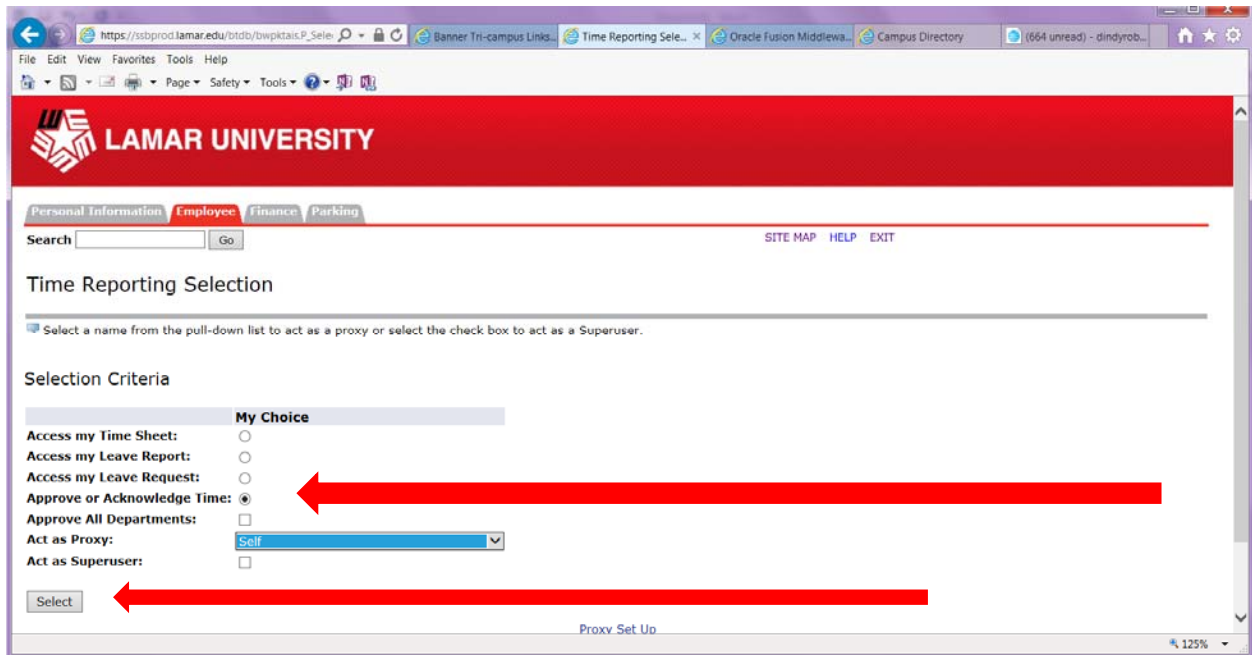 https://ssbprod.lamar.edu/btdb/bwpktais.P_Sele Banner Tri-campus Links... Time Reporting Sele... Oracle Fusion Middlewa... Campus Directory (664 unread) - dindyrob...
File Edit View Favorites Tools Help
Page Safety Tools
LAMAR UNIVERSITY
Personal Information Employee Finance Parking
Search Go SITE MAP HELP EXIT
Time Reporting Selection
Select a name from the pull-down list to act as a proxy or select the check box to act as a Superuser.
Selection Criteria
My Choice
Access my Time Sheet:
Access my Leave Report:
Access my Leave Request:
Approve or Acknowledge Time:
Approve All Departments:
Act as Proxy: Self
Act as Superuser:
Select
Proxy Set Up
125%